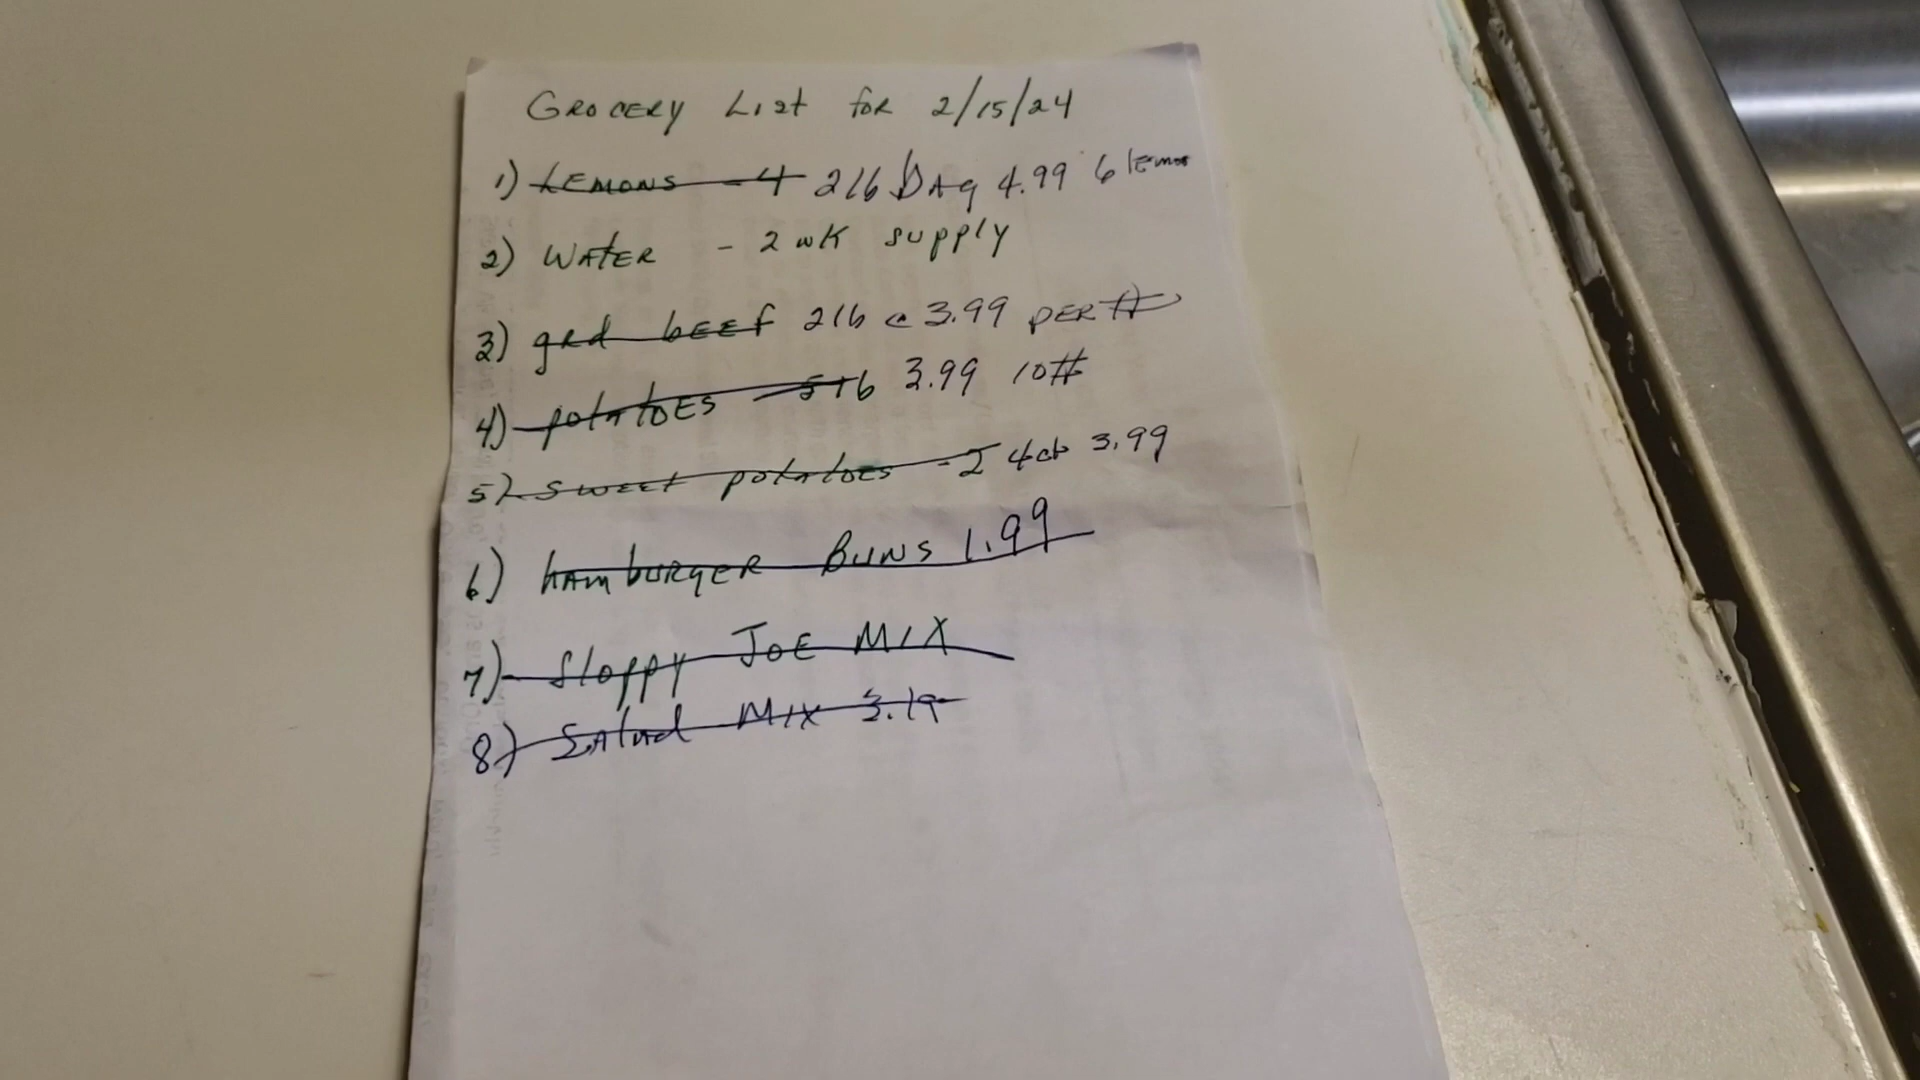 GROCERY LIST for 2/15/24
1) LEMONS - 4 2lb BAg 4.99 6 lemons
2) WATER - 2 wk supply
3) grd bEEf 2lb @ 3.99 PER #
4) potatoES - 5lb 3.99 10#
5) Sweet potatoes - 2 4ct 3.99
6) hAmburgER BUNS 1.99
7) Sloppy JOE MIX
8) SAlad MIX 3.19